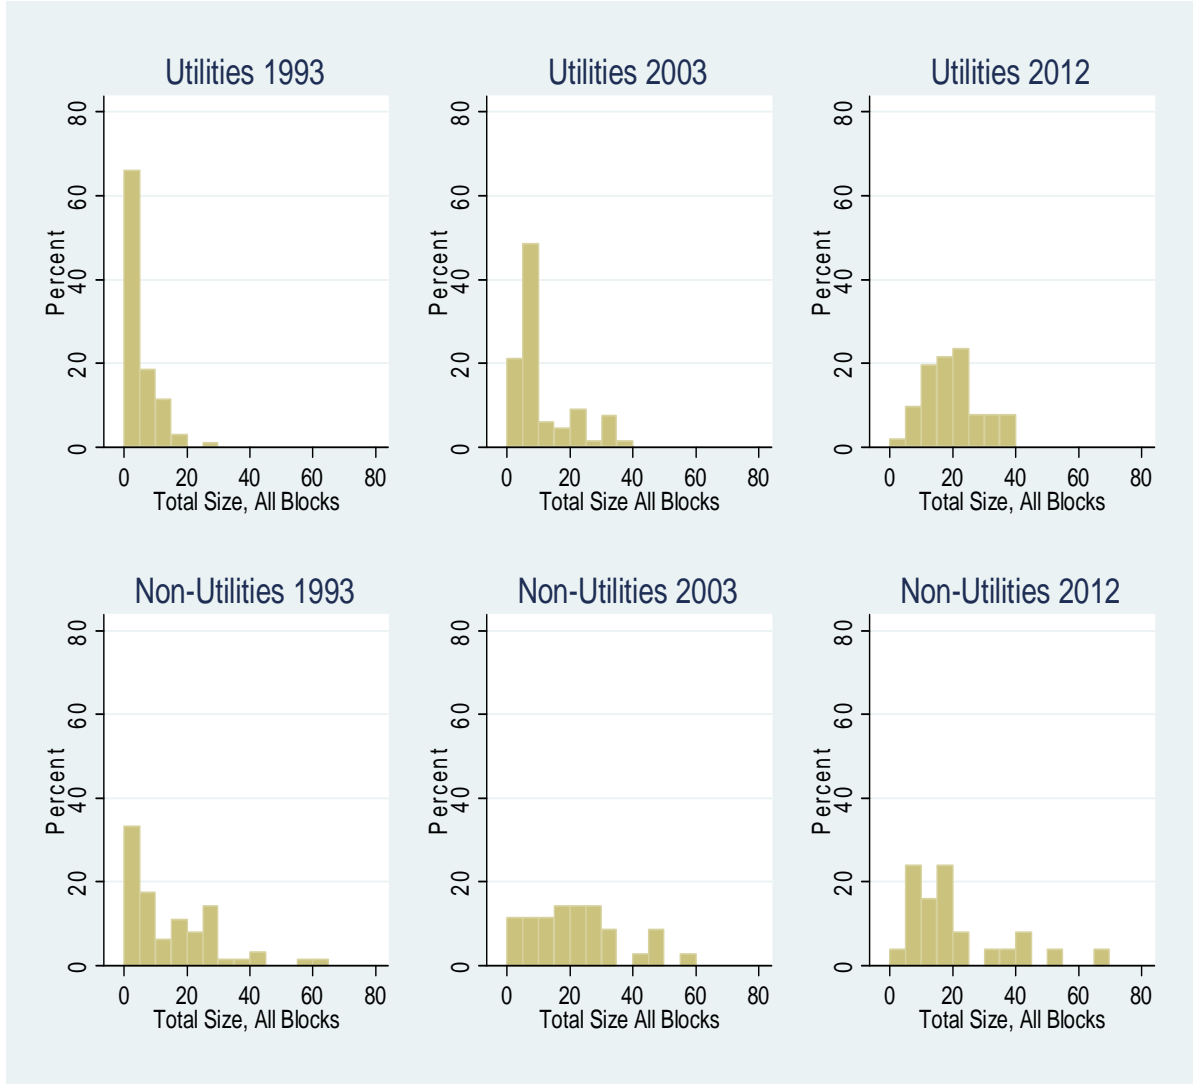 Utilities 1993
Utilities 2003
Utilities 2012
Percent
0 20 40 60 80
0 20 40 60 80
Total Size, All Blocks
Percent
0 20 40 60 80
0 20 40 60 80
Total Size All Blocks
Percent
0 20 40 60 80
0 20 40 60 80
Total Size, All Blocks
Non-Utilities 1993
Non-Utilities 2003
Non-Utilities 2012
Percent
0 20 40 60 80
0 20 40 60 80
Total Size, All Blocks
Percent
0 20 40 60 80
0 20 40 60 80
Total Size All Blocks
Percent
0 20 40 60 80
0 20 40 60 80
Total Size, All Blocks